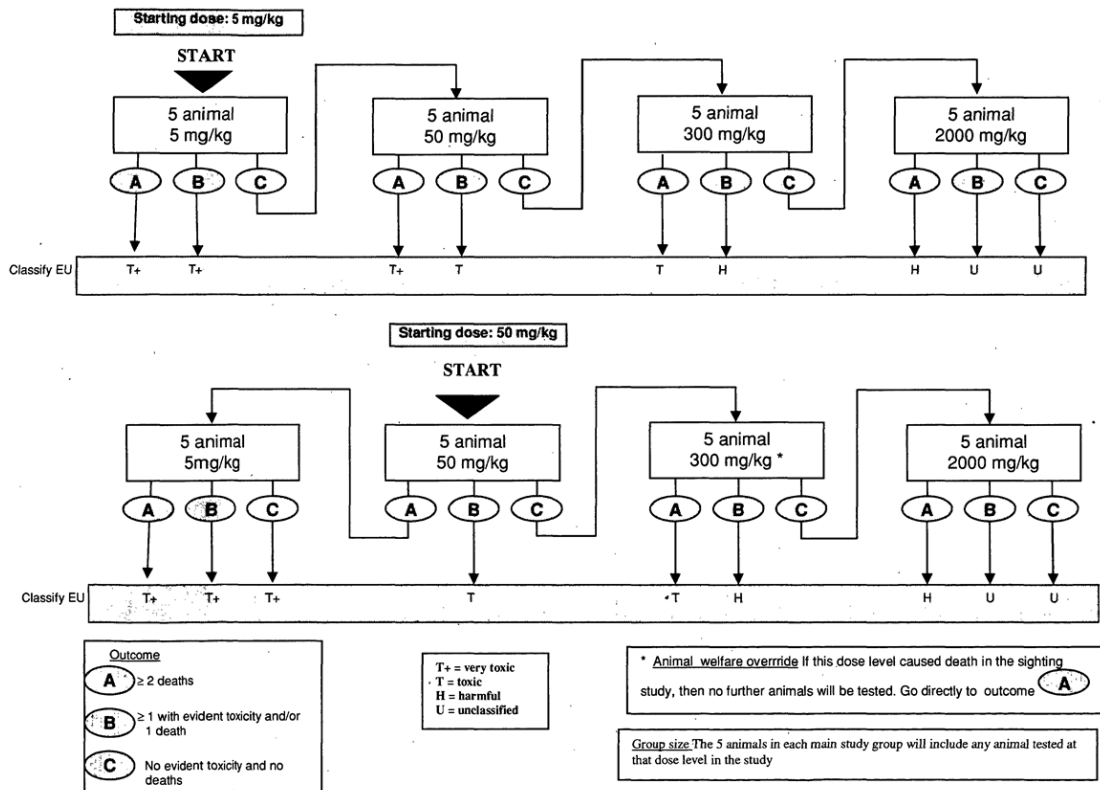 Starting dose: 5 mg/kg
START
5 animal
5 mg/kg
5 animal
50 mg/kg
5 animal
300 mg/kg
5 animal
2000 mg/kg
A B C A B C A B C A B C
Classify EU T+ T+ T+ T T H H U U
Starting dose: 50 mg/kg
START
5 animal
5mg/kg
5 animal
50 mg/kg
5 animal
300 mg/kg *
5 animal
2000 mg/kg
A B C A B C A B C A B C
Classify EU T+ T+ T+ T T H H U U
Outcome
A ≥ 2 deaths
B ≥ 1 with evident toxicity and/or
1 death
C No evident toxicity and no
deaths
T+ = very toxic
T = toxic
H = harmful
U = unclassified
* Animal welfare overrride If this dose level caused death in the sighting
study, then no further animals will be tested. Go directly to outcome A
Group size The 5 animals in each main study group will include any animal tested at
that dose level in the study